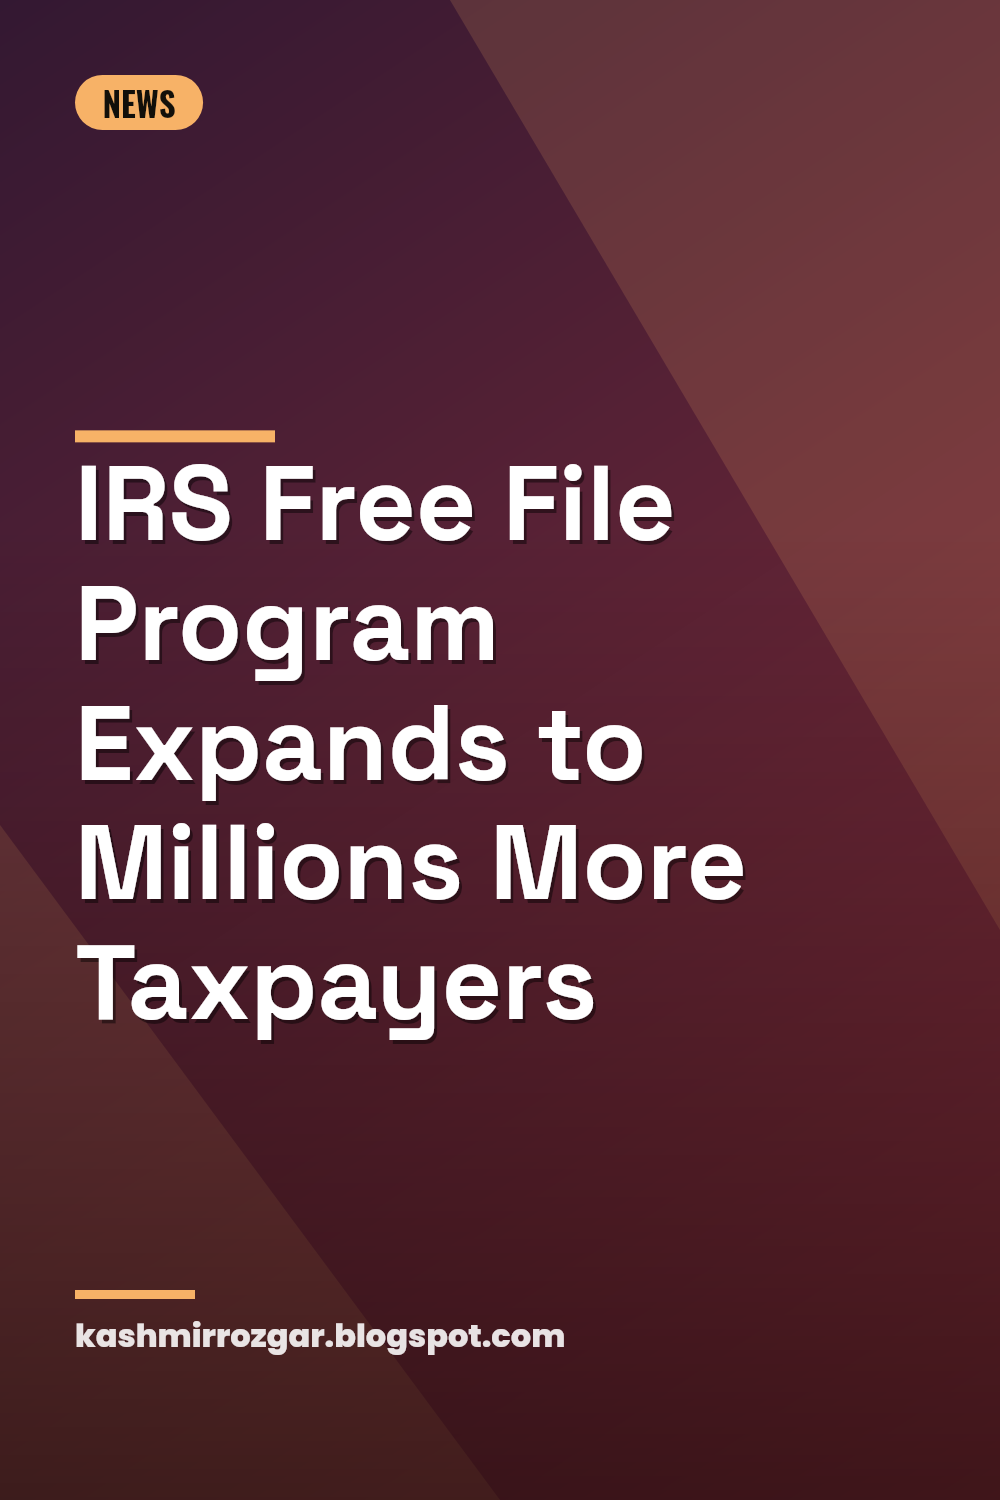 NEWS
IRS Free File
Program
Expands to
Millions More
Taxpayers
kashmirrozgar.blogspot.com